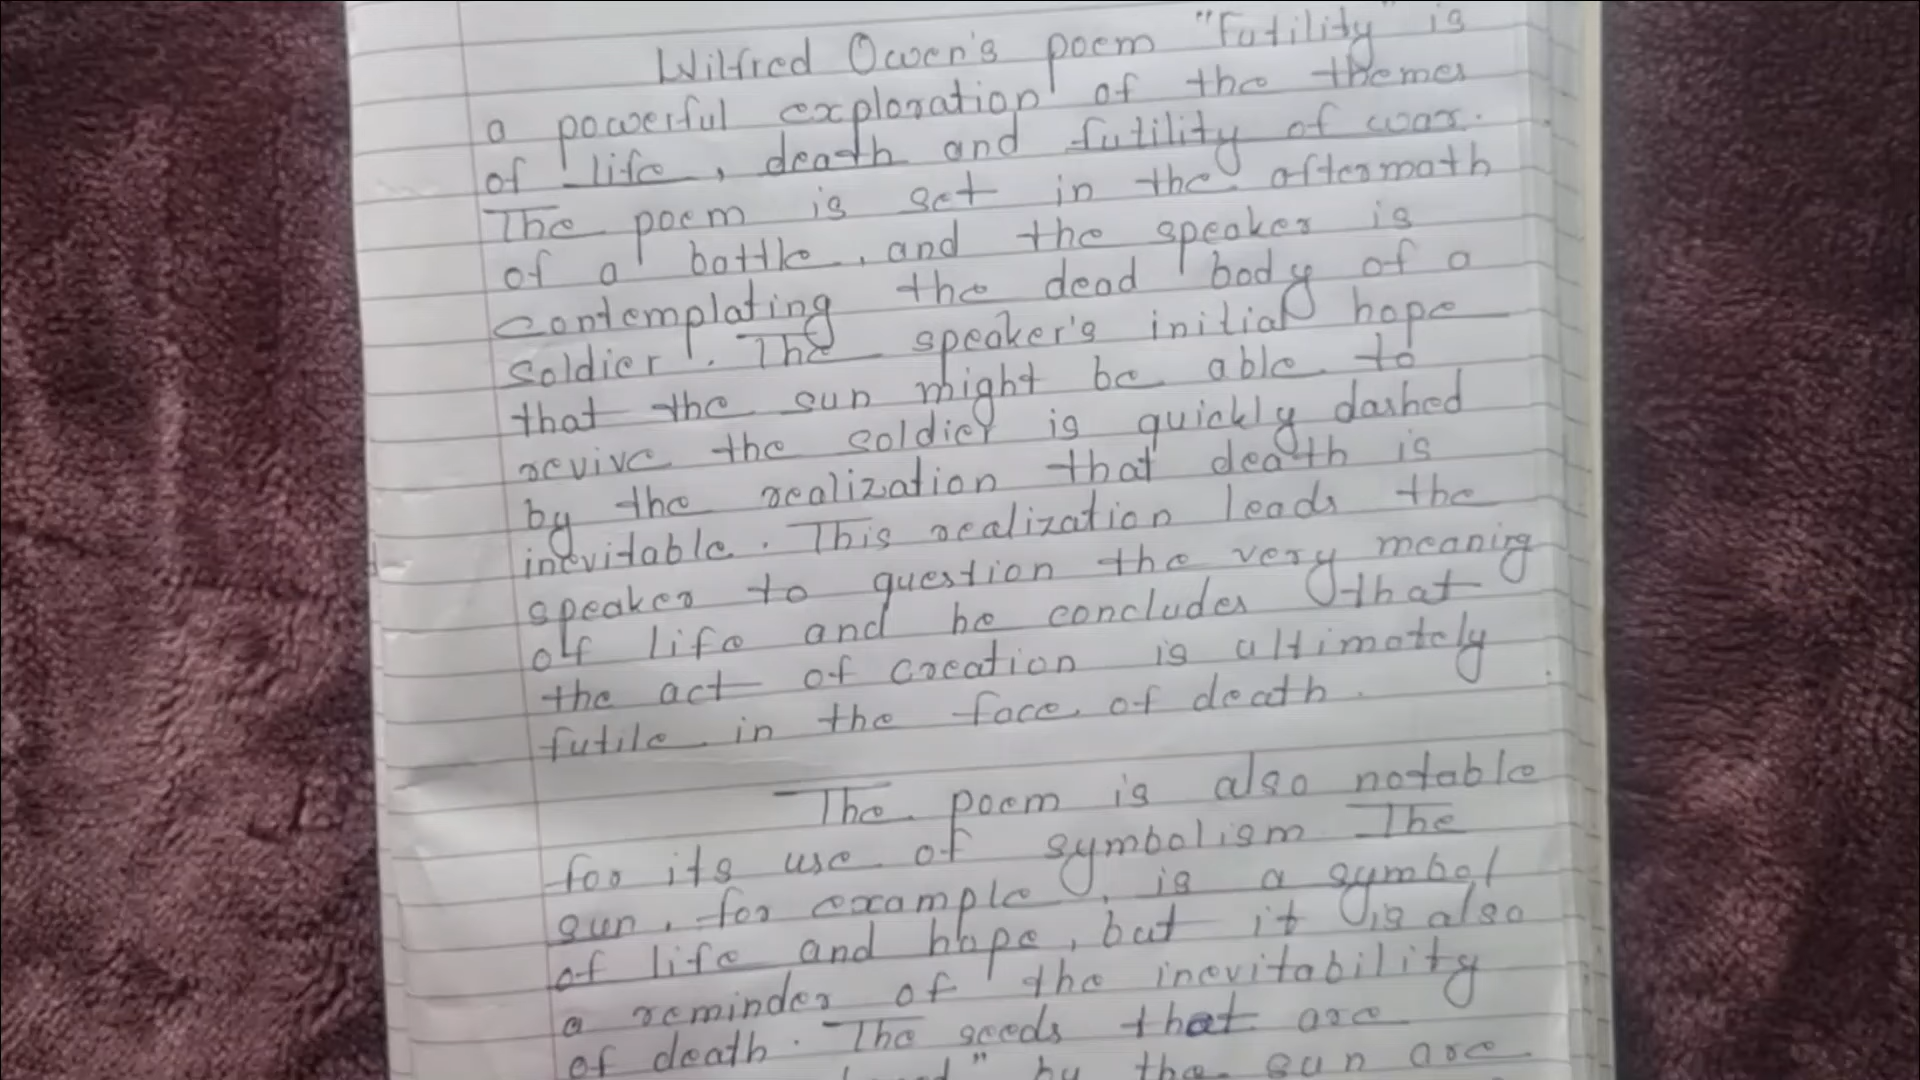 Wilfred Owen's poem "Futility" is
a powerful exploration of the themes
of life, death and futility of war.
The poem is set in the aftermath
of a battle, and the speaker is
contemplating the dead body of a
soldier. The speaker's initial hope
that the sun might be able to
revive the soldier is quickly dashed
by the realization that death is
inevitable. This realization leads the
speaker to question the very meaning
of life and he concludes that
the act of creation is ultimately
futile in the face of death.
The poem is also notable
for its use of symbolism. The
sun, for example, is a symbol
of life and hope, but it is also
a reminder of the inevitability
of death. The seeds that are
by the sun are